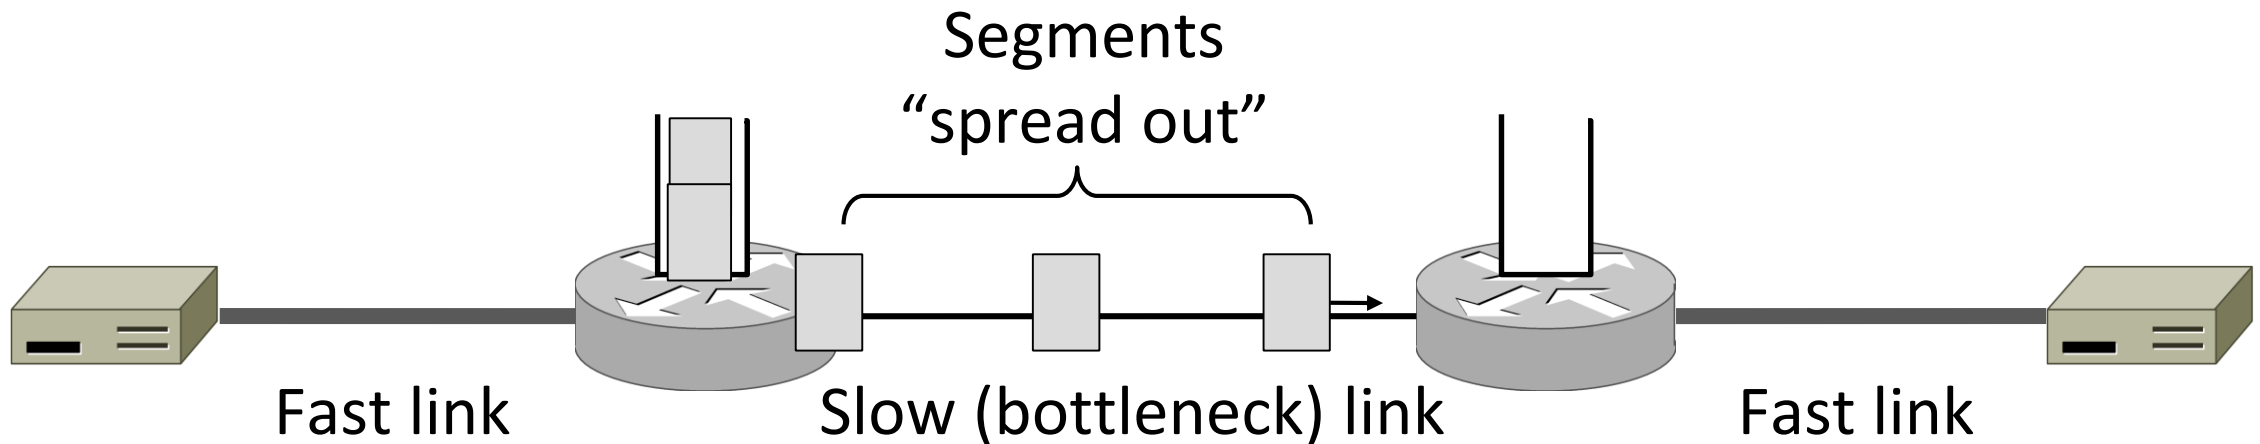 Segments
“spread out”
Fast link
Slow (bottleneck) link
Fast link